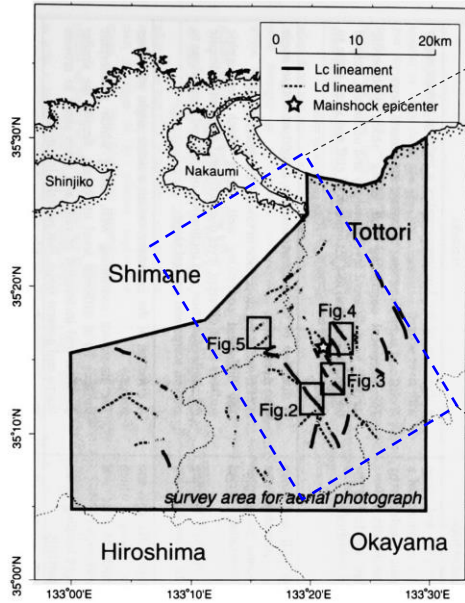 0 10 20km
Lc lineament
Ld lineament
Mainshock epicenter
35°30'N
Shinjiko
Nakaumi
Tottori
35°20'N
Shimane
Fig.4
Fig.5
Fig.3
Fig.2
35°10'N
survey area for aerial photograph
Hiroshima
Okayama
35°00'N
133°00'E 133°10'E 133°20'E 133°30'E